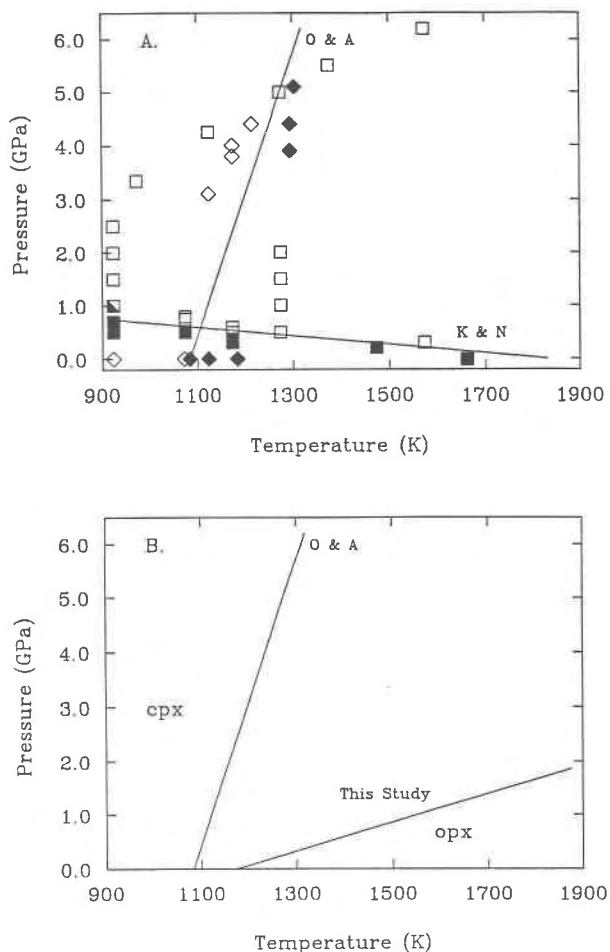 A.
O & A
6.0
5.0
4.0
3.0
2.0
1.0
0.0
Pressure (GPa)
K & N
900 1100 1300 1500 1700 1900
Temperature (K)
B.
O & A
6.0
5.0
4.0
3.0
2.0
1.0
0.0
Pressure (GPa)
cpx
This Study
opx
900 1100 1300 1500 1700 1900
Temperature (K)